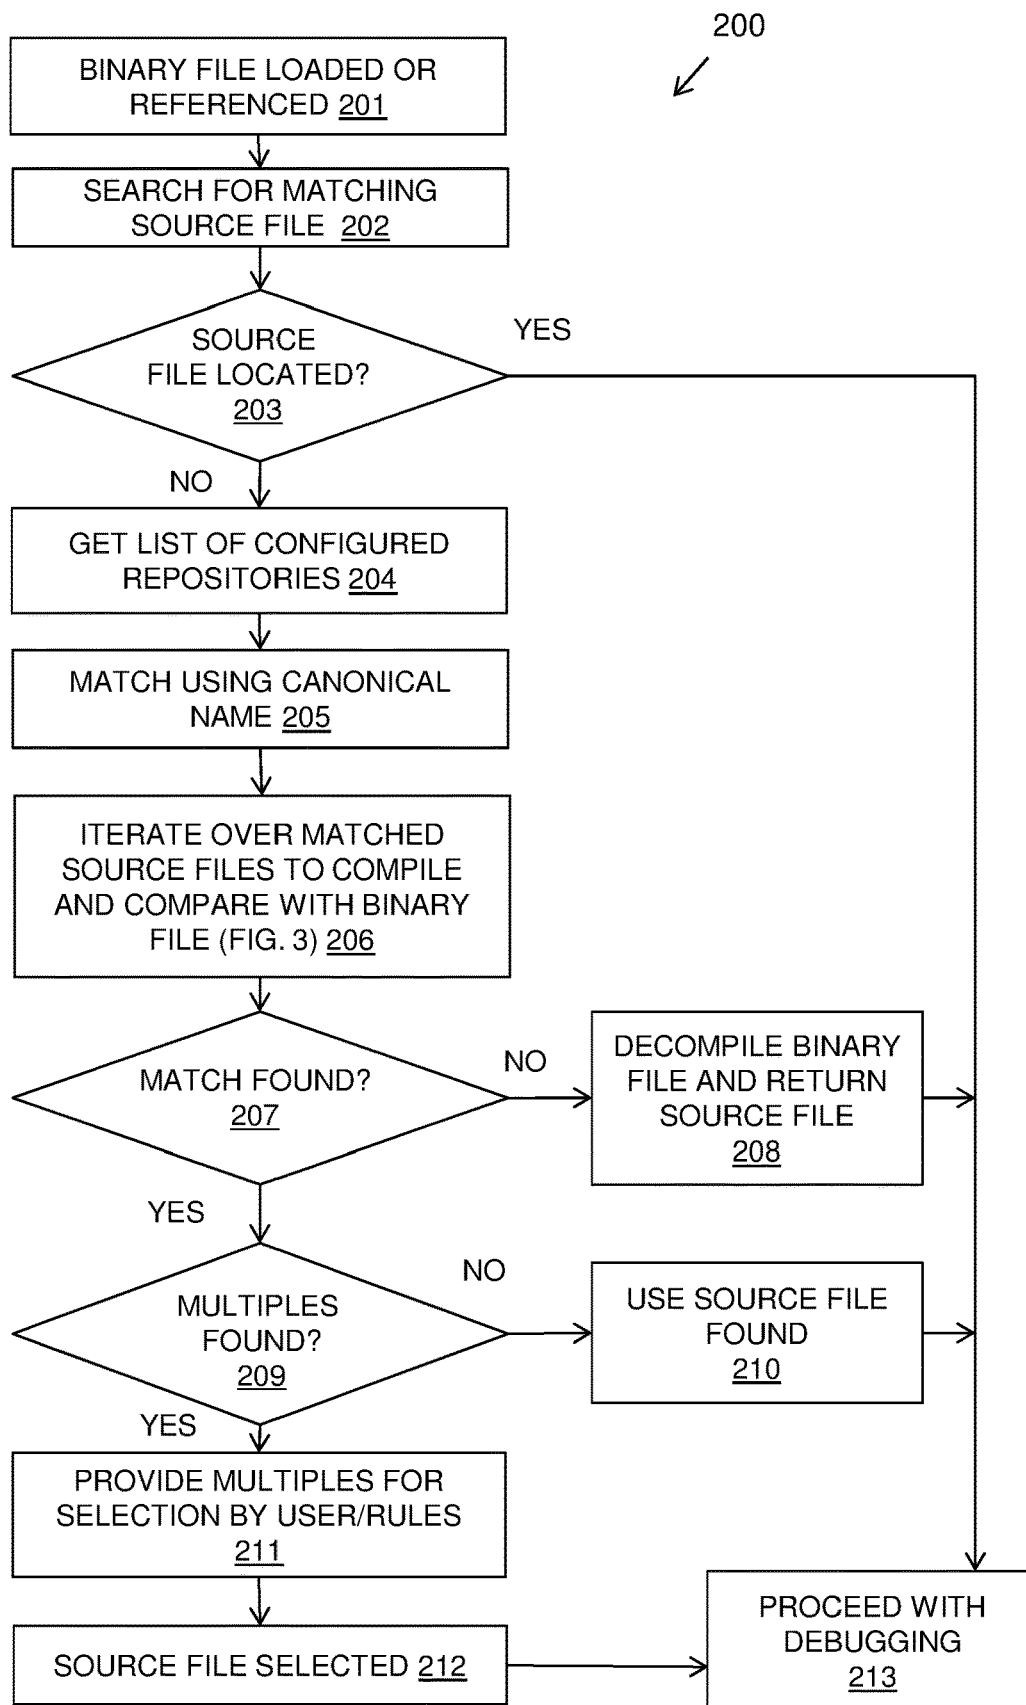 200
BINARY FILE LOADED OR
REFERENCED 201
SEARCH FOR MATCHING
SOURCE FILE 202
SOURCE
FILE LOCATED?
203
YES
NO
GET LIST OF CONFIGURED
REPOSITORIES 204
MATCH USING CANONICAL
NAME 205
ITERATE OVER MATCHED
SOURCE FILES TO COMPILE
AND COMPARE WITH BINARY
FILE (FIG. 3) 206
MATCH FOUND?
207
NO
DECOMPILE BINARY
FILE AND RETURN
SOURCE FILE
208
YES
MULTIPLES
FOUND?
209
NO
USE SOURCE FILE
FOUND
210
YES
PROVIDE MULTIPLES FOR
SELECTION BY USER/RULES
211
SOURCE FILE SELECTED 212
PROCEED WITH
DEBUGGING
213